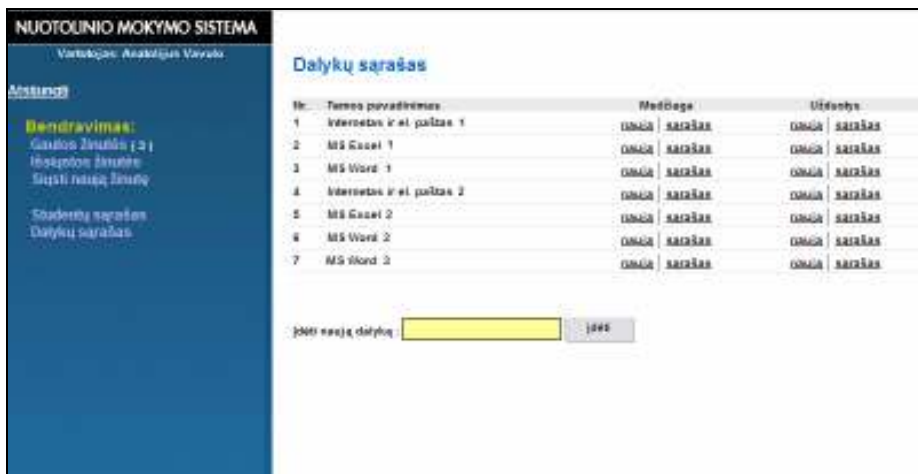 NUOTOLINIO MOKYMO SISTEMA
Vartotojas: Anatolijus Vavulo
Atsijungti
Bendravimas:
Gautos žinutės ( 3 )
Išsiųstos žinutės
Siųsti naują žinutę
Studentų sąrašas
Dalykų sąrašas
Dalykų sąrašas
Nr. Temos pavadinimas Medžiaga Užduotys
1 Internetas ir el. paštas 1 nauja | sąrašas nauja | sąrašas
2 MS Excel 1 nauja | sąrašas nauja | sąrašas
3 MS Word 1 nauja | sąrašas nauja | sąrašas
4 Internetas ir el. paštas 2 nauja | sąrašas nauja | sąrašas
5 MS Excel 2 nauja | sąrašas nauja | sąrašas
6 MS Word 2 nauja | sąrašas nauja | sąrašas
7 MS Word 3 nauja | sąrašas nauja | sąrašas
Įdėti naują dalyką : Įdėti